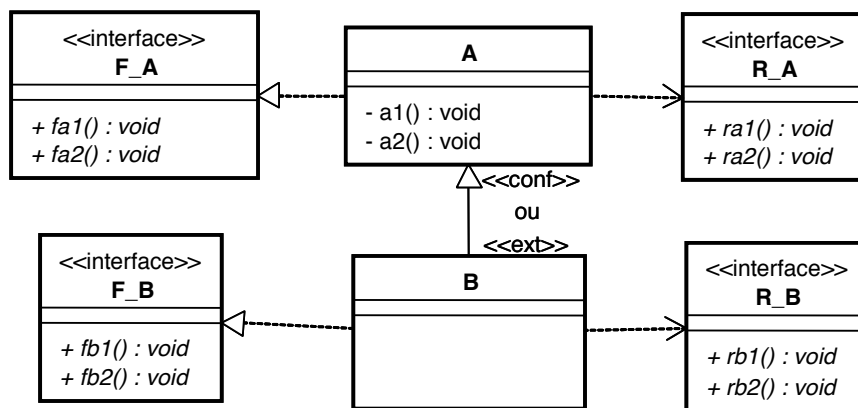 <<interface>>
F_A
+ fa1() : void
+ fa2() : void
A
- a1() : void
- a2() : void
<<interface>>
R_A
+ ra1() : void
+ ra2() : void
<<conf>>
ou
<<ext>>
<<interface>>
F_B
+ fb1() : void
+ fb2() : void
B
<<interface>>
R_B
+ rb1() : void
+ rb2() : void